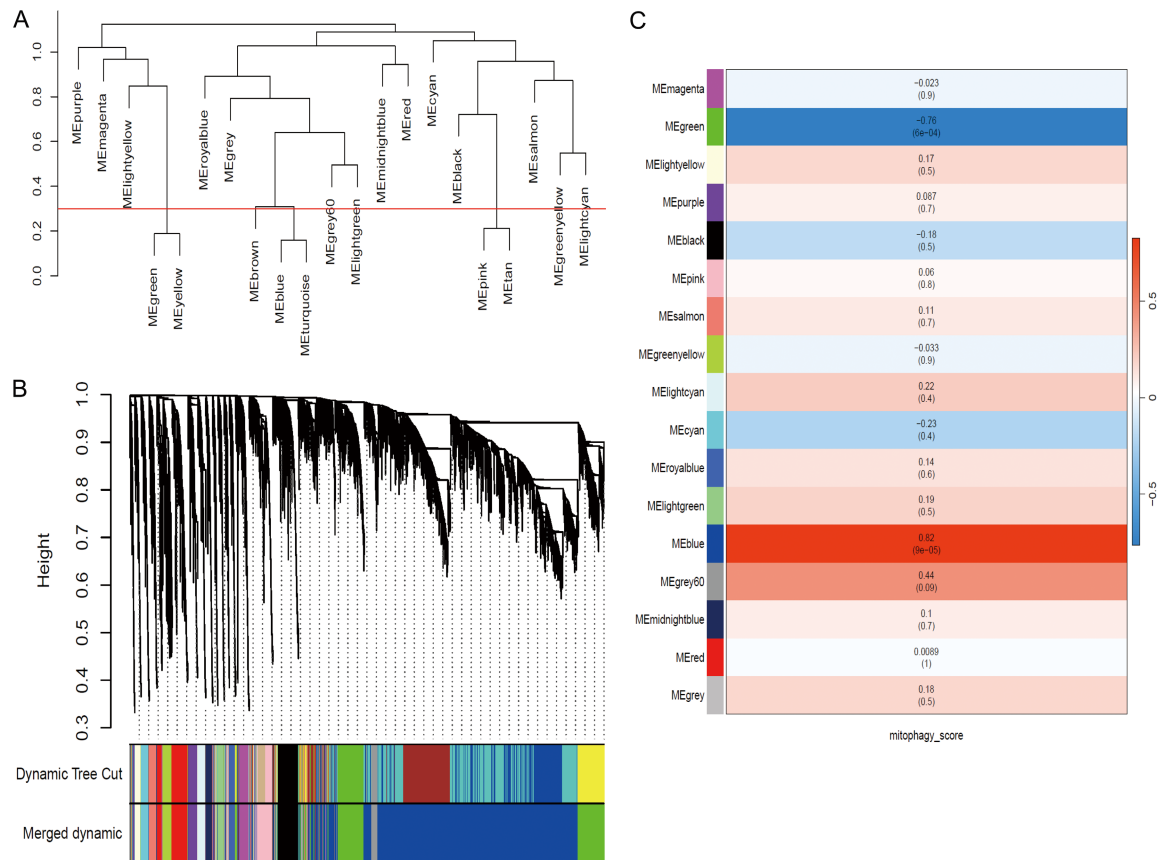 A
0.0 0.2 0.4 0.6 0.8 1.0
MEpurple
MEmagenta
MElightyellow
MEgreen
MEyellow
MEroyalblue
MEgrey
MEbrown
MEblue
MEturquoise
MEgrey60
MElightgreen
MEmidnightblue
MEred
MEcyan
MEblack
MEpink
MEtan
MEsalmon
MEgreenyellow
MElightcyan
B
Height
0.3 0.4 0.5 0.6 0.7 0.8 0.9 1.0
Dynamic Tree Cut
Merged dynamic
C
MEmagenta
−0.023
(0.9)
MEgreen
−0.76
(6e−04)
MElightyellow
0.17
(0.5)
MEpurple
0.087
(0.7)
MEblack
−0.18
(0.5)
MEpink
0.06
(0.8)
MEsalmon
0.11
(0.7)
MEgreenyellow
−0.033
(0.9)
MElightcyan
0.22
(0.4)
MEcyan
−0.23
(0.4)
MEroyalblue
0.14
(0.6)
MElightgreen
0.19
(0.5)
MEblue
0.82
(9e−05)
MEgrey60
0.44
(0.09)
MEmidnightblue
0.1
(0.7)
MEred
0.0089
(1)
MEgrey
0.18
(0.5)
mitophagy_score
0.5
0
−0.5